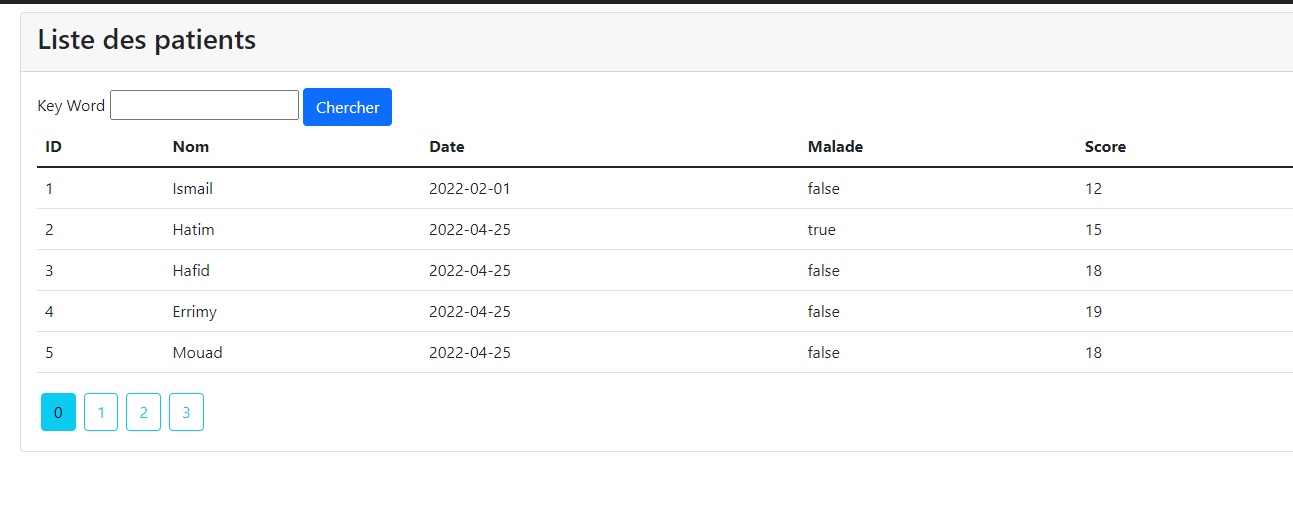 Liste des patients
Key Word Chercher
ID Nom Date Malade Score
1 Ismail 2022-02-01 false 12
2 Hatim 2022-04-25 true 15
3 Hafid 2022-04-25 false 18
4 Errimy 2022-04-25 false 19
5 Mouad 2022-04-25 false 18
0 1 2 3